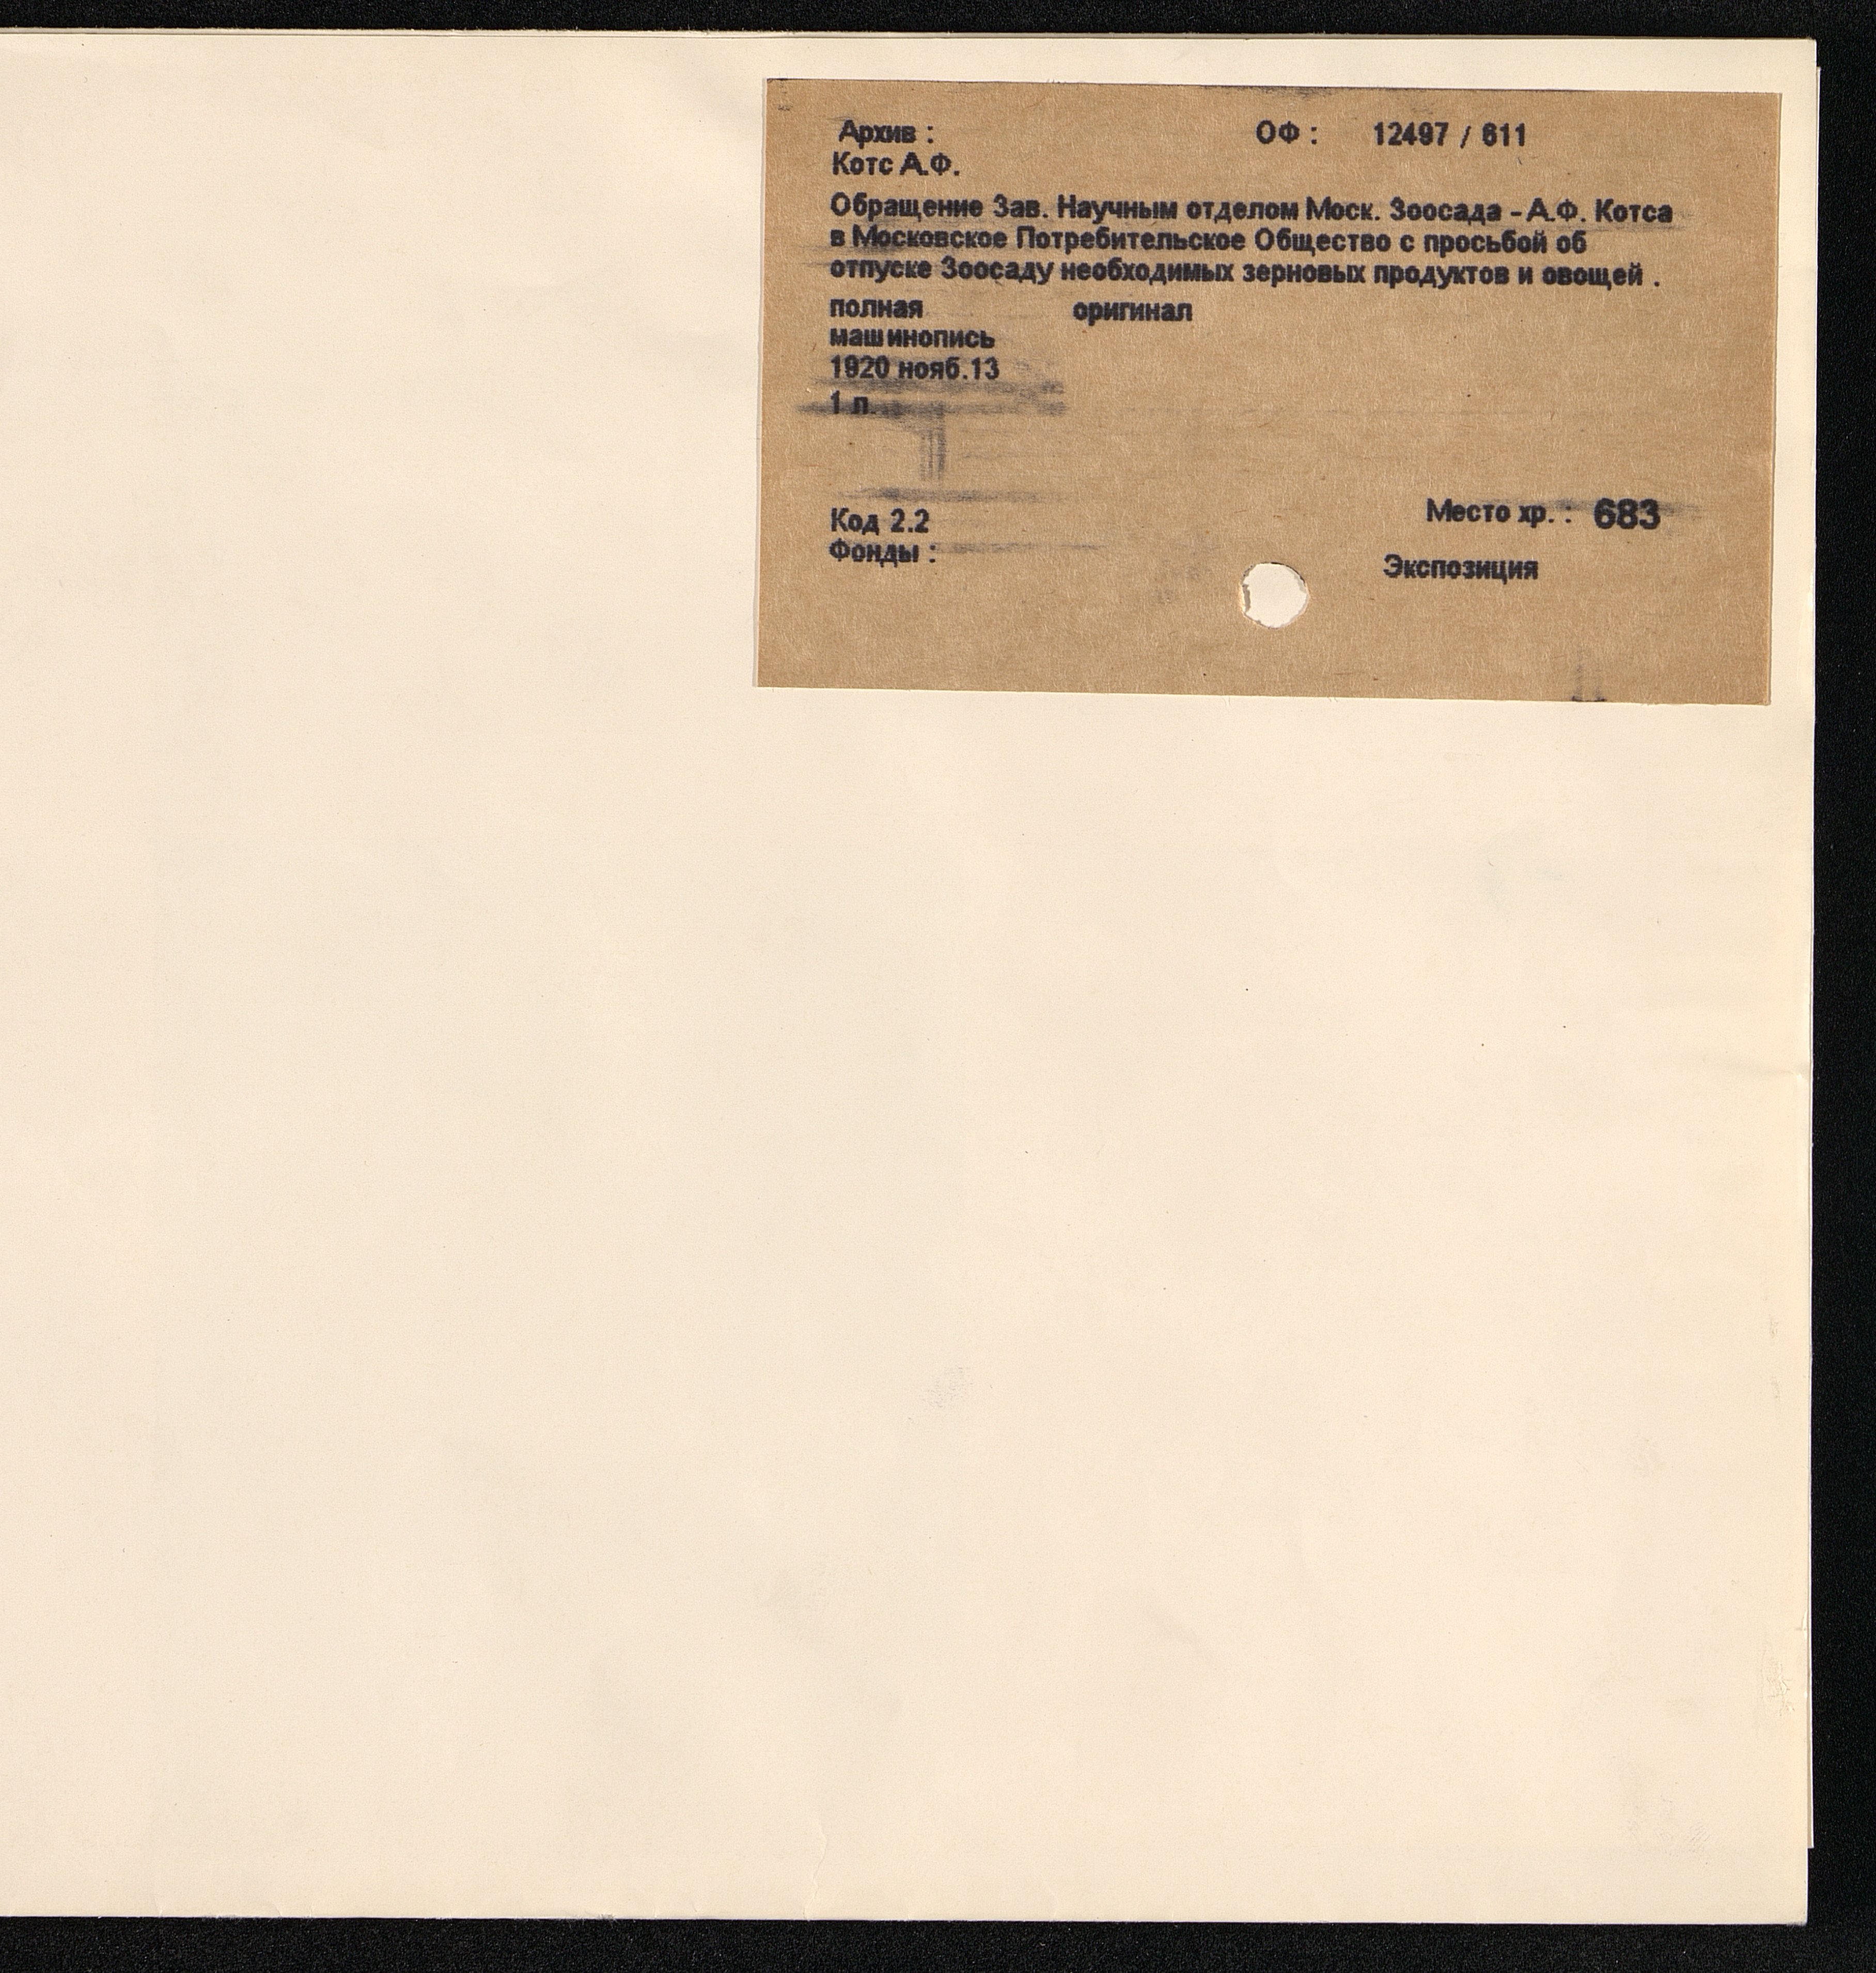 Архив : ОФ : 12497 / 611
Котс А.Ф.
Обращение Зав. Научным отделом Моск. Зоосада - А.Ф. Котса
в Московское Потребительское Общество с просьбой об
отпуске Зоосаду необходимых зерновых продуктов и овощей .
полная оригинал
машинопись
1920 нояб.13
1 л.
Код 2.2 Место хр. : 683
Фонды : Экспозиция